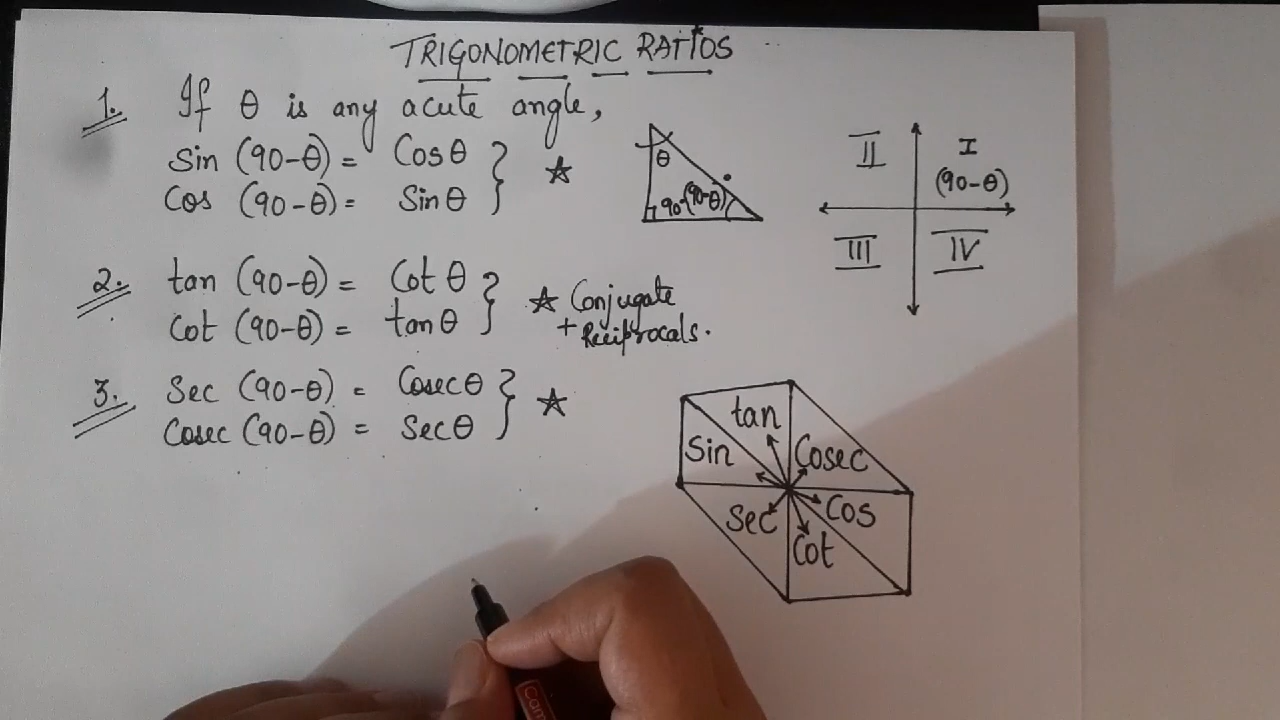 TRIGONOMETRIC RATIOS
1. If θ is any acute angle,
Sin (90-θ) = Cosθ
Cos (90-θ) = Sinθ
θ
90 (90-θ)
II
I
(90-θ)
III
IV
2. tan (90-θ) = Cot θ
Cot (90-θ) = tan θ
Conjugate
+ Reciprocals.
3. Sec (90-θ) = Cosecθ
Cosec (90-θ) = Secθ
tan
Sin
Cosec
Sec
Cos
Cot
Cam